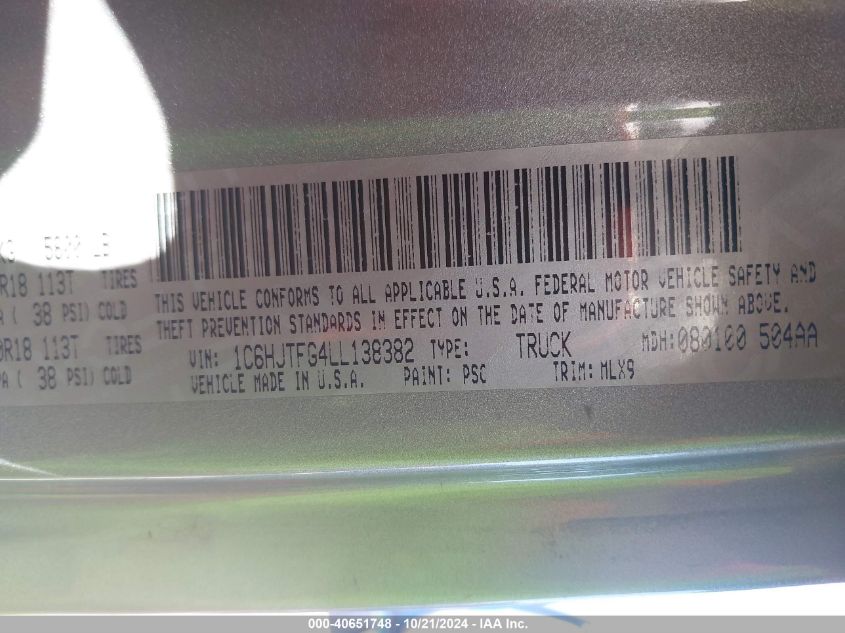 5800 LB
R18 113T TIRES
( 38 PSI) COLD
R18 113T TIRES
PA ( 38 PSI) COLD
THIS VEHICLE CONFORMS TO ALL APPLICABLE U.S.A. FEDERAL MOTOR VEHICLE SAFETY AND
THEFT PREVENTION STANDARDS IN EFFECT ON THE DATE OF MANUFACTURE SHOWN ABOVE.
VIN: 1C6HJTFG4LL138382 TYPE: TRUCK MDH:080100 504AA
VEHICLE MADE IN U.S.A. PAINT: PSC TRIM: MLX9
000-40651748 - 10/21/2024 - IAA Inc.